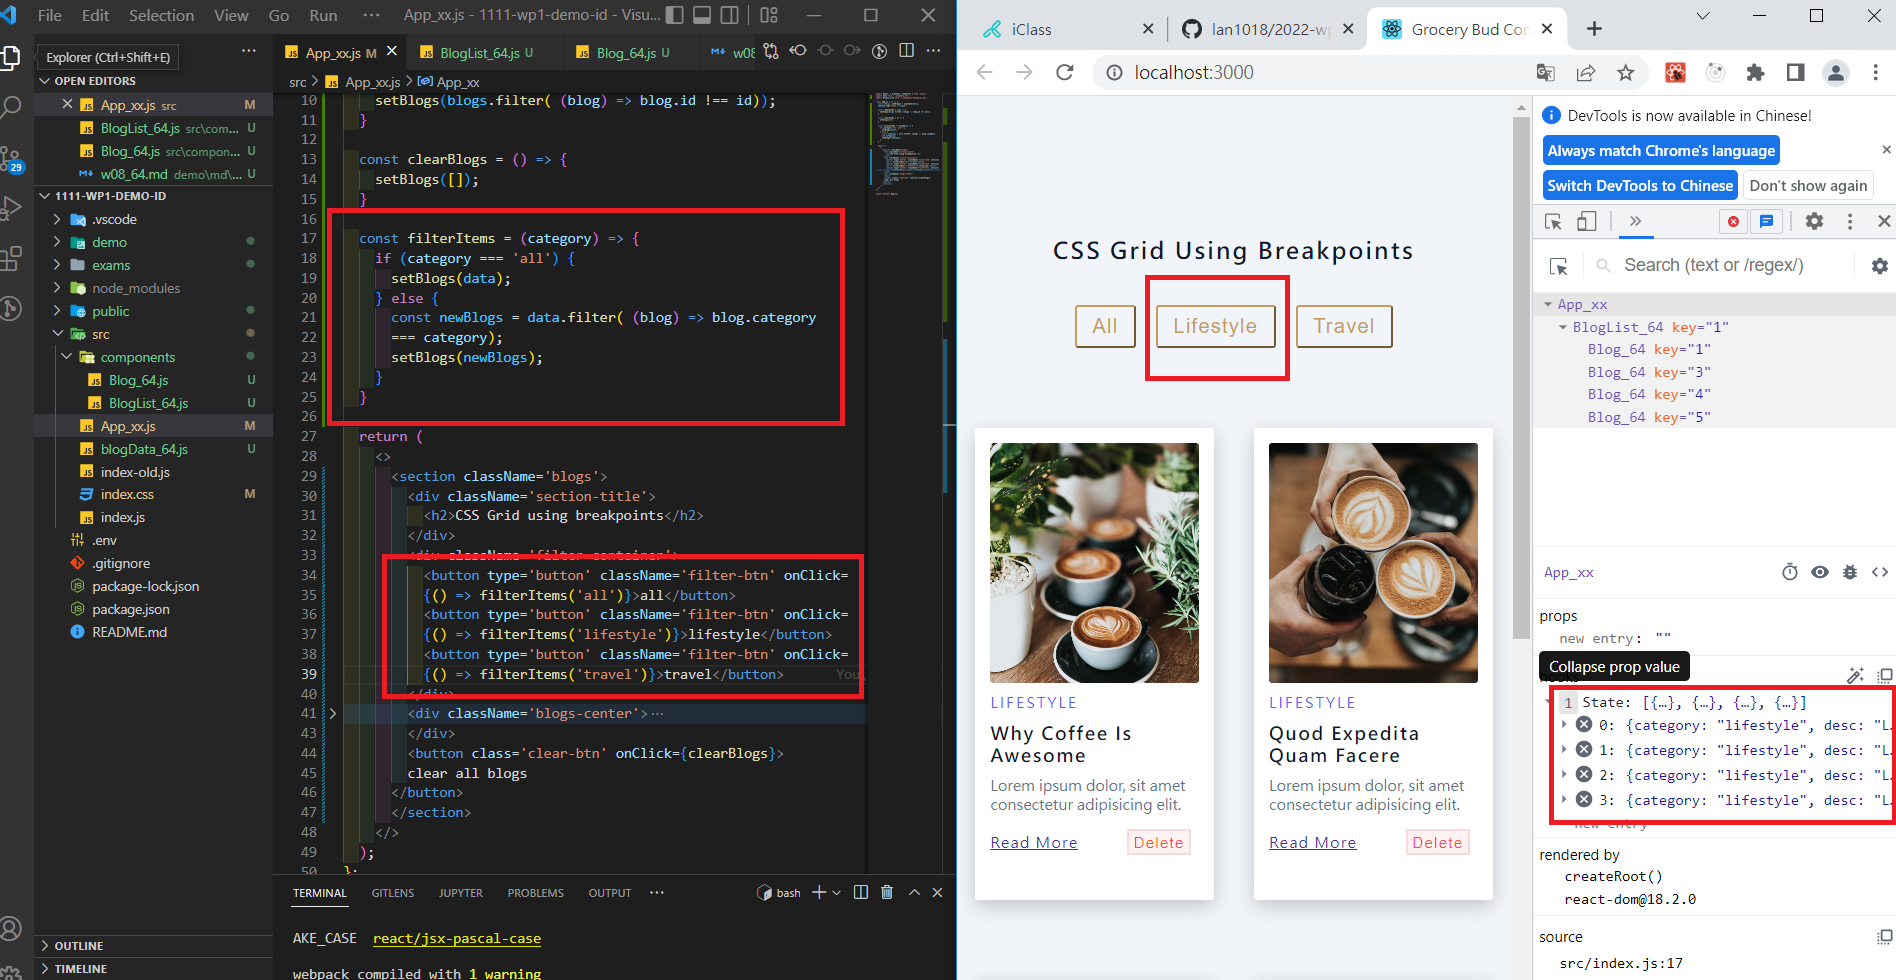 File Edit Selection View Go Run ··· App_xx.js - 1111-wp1-demo-id - Visu...
Explorer (Ctrl+Shift+E)
OPEN EDITORS
App_xx.js src M
BlogList_64.js src\com... U
Blog_64.js src\compon... U
w08_64.md demo\md\... U
29
1111-WP1-DEMO-ID
.vscode
demo
exams
node_modules
public
src
components
Blog_64.js U
BlogList_64.js U
App_xx.js M
blogData_64.js U
index-old.js
index.css M
index.js
.env
.gitignore
package-lock.json
package.json
README.md
OUTLINE
TIMELINE
App_xx.js M
BlogList_64.js U
Blog_64.js U
w08
src > App_xx.js > App_xx
10 setBlogs(blogs.filter( (blog) => blog.id !== id));
11 }
12
13 const clearBlogs = () => {
14 setBlogs([]);
15 }
16
17 const filterItems = (category) => {
18 if (category === 'all') {
19 setBlogs(data);
20 } else {
21 const newBlogs = data.filter( (blog) => blog.category
22 === category);
23 setBlogs(newBlogs);
24 }
25 }
26
27 return (
28 <>
29 <section className='blogs'>
30 <div className='section-title'>
31 <h2>CSS Grid using breakpoints</h2>
32 </div>
33 <div className='filter-container'>
34 <button type='button' className='filter-btn' onClick=
35 {() => filterItems('all')}>all</button>
36 <button type='button' className='filter-btn' onClick=
37 {() => filterItems('lifestyle')}>lifestyle</button>
38 <button type='button' className='filter-btn' onClick=
39 {() => filterItems('travel')}>travel</button> You,
40 </div>
41 <div className='blogs-center'>···
43 </div>
44 <button class='clear-btn' onClick={clearBlogs}>
45 clear all blogs
46 </button>
47 </section>
48 </>
49 );
50 };
TERMINAL GITLENS JUPYTER PROBLEMS OUTPUT ··· bash
AKE_CASE react/jsx-pascal-case
webpack compiled with 1 warning
iClass
lan1018/2022-wp
Grocery Bud Con
localhost:3000
CSS Grid Using Breakpoints
All Lifestyle Travel
LIFESTYLE
Why Coffee Is
Awesome
Lorem ipsum dolor, sit amet
consectetur adipisicing elit.
Read More Delete
LIFESTYLE
Quod Expedita
Quam Facere
Lorem ipsum dolor, sit amet
consectetur adipisicing elit.
Read More Delete
DevTools is now available in Chinese!
Always match Chrome's language
Switch DevTools to Chinese Don't show again
Search (text or /regex/)
App_xx
BlogList_64 key="1"
Blog_64 key="1"
Blog_64 key="3"
Blog_64 key="4"
Blog_64 key="5"
App_xx
props
new entry: ""
Collapse prop value
hooks
1 State: [{…}, {…}, {…}, {…}]
0: {category: "lifestyle", desc: "L…
1: {category: "lifestyle", desc: "L…
2: {category: "lifestyle", desc: "L…
3: {category: "lifestyle", desc: "L…
new entry
rendered by
createRoot()
react-dom@18.2.0
source
src/index.js:17